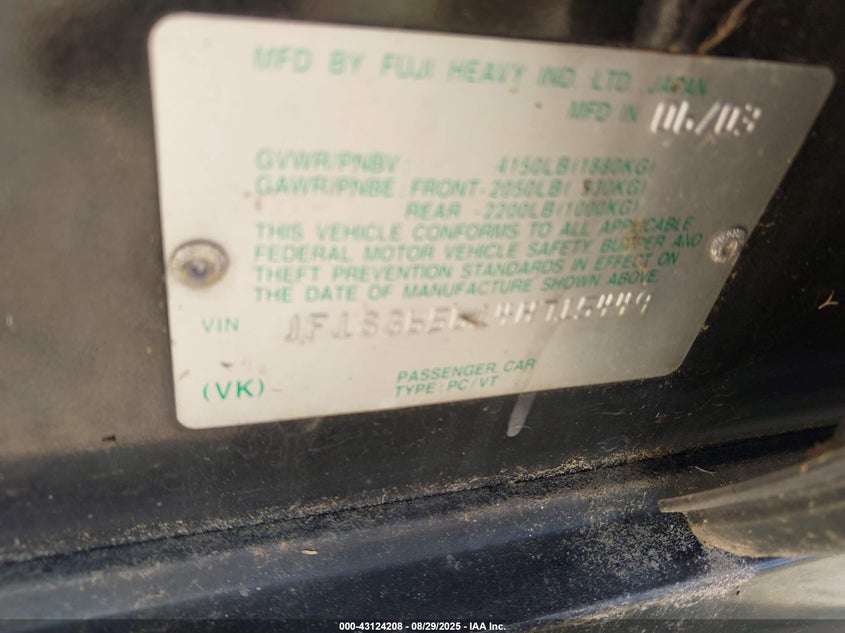 MFD BY FUJI HEAVY IND. LTD. JAPAN
MFD IN 06/03
GVWR/PNBV : 4150LB(1880KG)
GAWR/PNBE: FRONT-2050LB( 930KG)
REAR -2200LB(1000KG)
THIS VEHICLE CONFORMS TO ALL APPLICABLE
FEDERAL MOTOR VEHICLE SAFETY BUMPER AND
THEFT PREVENTION STANDARDS IN EFFECT ON
THE DATE OF MANUFACTURE SHOWN ABOVE.
VIN
(VK)
PASSENGER CAR
TYPE : PC/VT
000-43124208 - 08/29/2025 - IAA Inc.